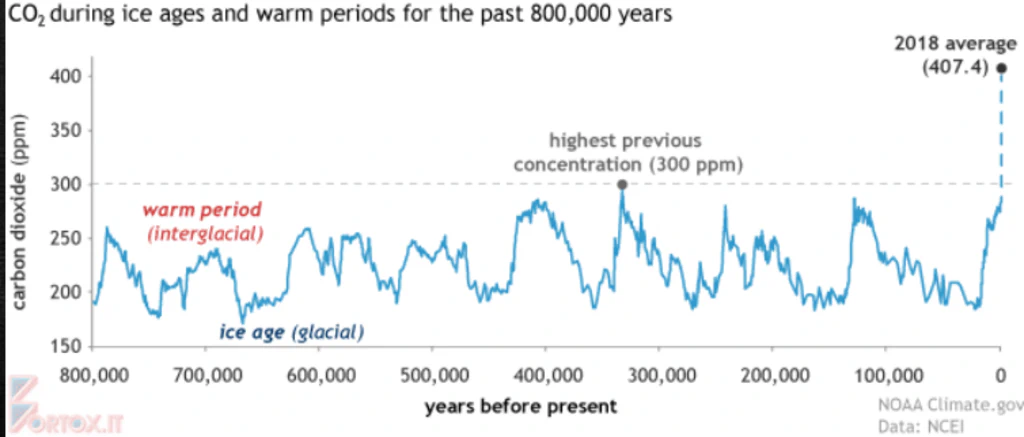 CO₂ during ice ages and warm periods for the past 800,000 years
2018 average
(407.4)
400
350
300
250
200
150
carbon dioxide (ppm)
highest previous
concentration (300 ppm)
warm period
(interglacial)
ice age (glacial)
800,000
700,000
600,000
500,000
400,000
300,000
200,000
100,000
0
years before present
NOAA Climate.gov
Data: NCEI
ORTOX.IT